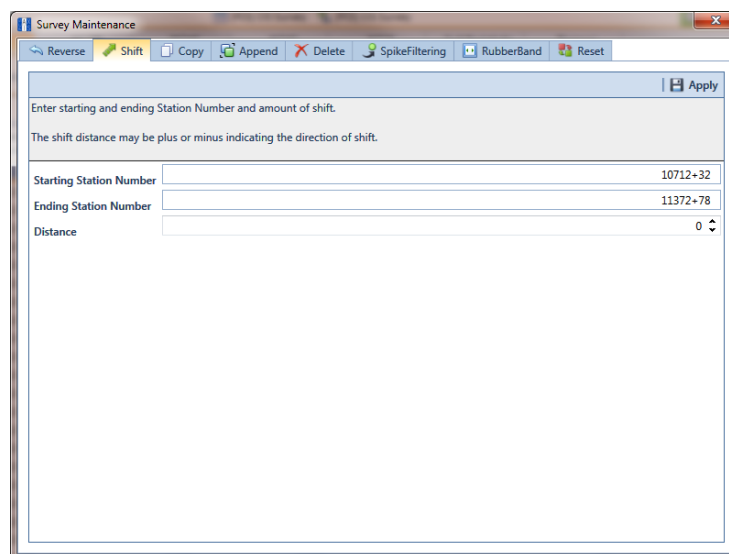 Survey Maintenance
Reverse Shift Copy Append Delete SpikeFiltering RubberBand Reset
Apply
Enter starting and ending Station Number and amount of shift.
The shift distance may be plus or minus indicating the direction of shift.
Starting Station Number 10712+32
Ending Station Number 11372+78
Distance 0